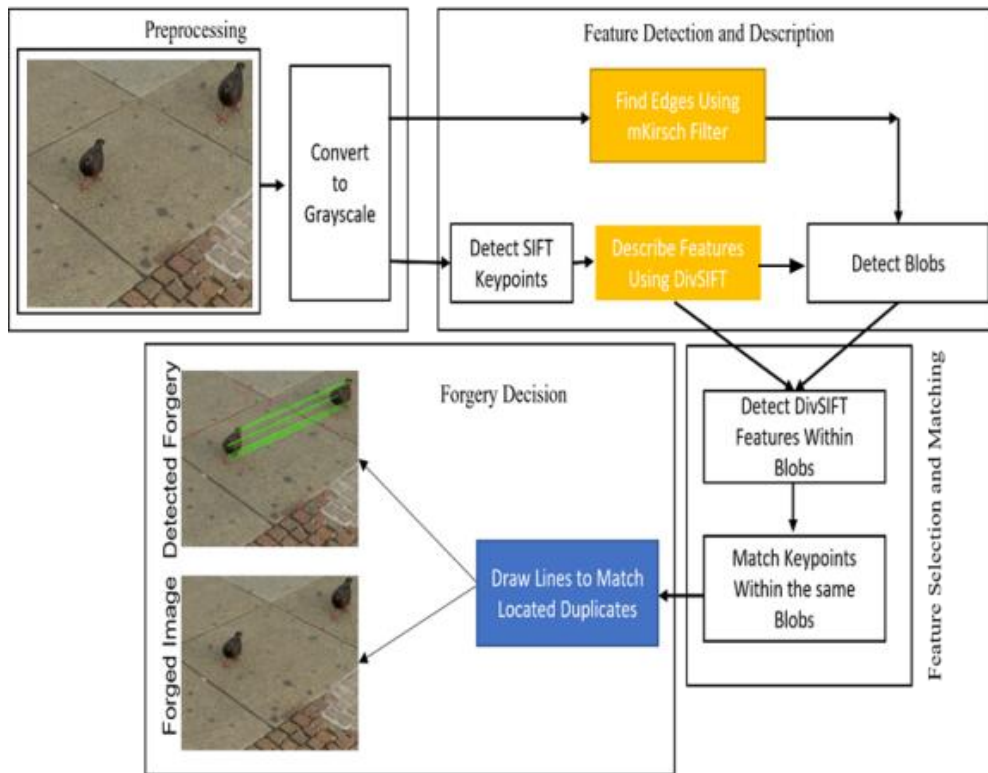 Preprocessing
Convert
to
Grayscale
Feature Detection and Description
Find Edges Using
mKirsch Filter
Detect SIFT
Keypoints
Describe Features
Using DivSIFT
Detect Blobs
Feature Selection and Matching
Detect DivSIFT
Features Within
Blobs
Match Keypoints
Within the same
Blobs
Forgery Decision
Draw Lines to Match
Located Duplicates
Detected Forgery
Forged Image